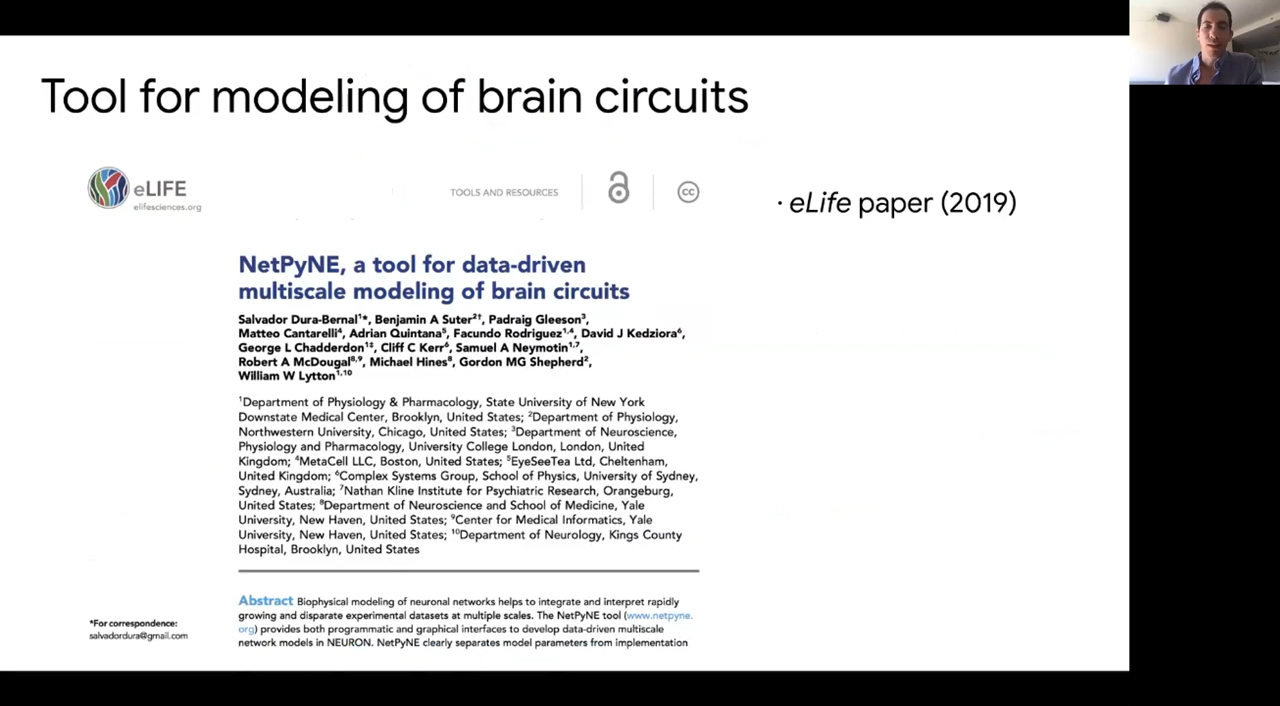 Tool for modeling of brain circuits
eLIFE
elifesciences.org
TOOLS AND RESOURCES
cc
· eLife paper (2019)
NetPyNE, a tool for data-driven
multiscale modeling of brain circuits
Salvador Dura-Bernal¹*, Benjamin A Suter²†, Padraig Gleeson³,
Matteo Cantarelli⁴, Adrian Quintana⁵, Facundo Rodriguez¹,⁴, David J Kedziora⁶,
George L Chadderdon¹‡, Cliff C Kerr⁶, Samuel A Neymotin¹,⁷,
Robert A McDougal⁸,⁹, Michael Hines⁸, Gordon MG Shepherd²,
William W Lytton¹,¹⁰
¹Department of Physiology & Pharmacology, State University of New York
Downstate Medical Center, Brooklyn, United States; ²Department of Physiology,
Northwestern University, Chicago, United States; ³Department of Neuroscience,
Physiology and Pharmacology, University College London, London, United
Kingdom; ⁴MetaCell LLC, Boston, United States; ⁵EyeSeeTea Ltd, Cheltenham,
United Kingdom; ⁶Complex Systems Group, School of Physics, University of Sydney,
Sydney, Australia; ⁷Nathan Kline Institute for Psychiatric Research, Orangeburg,
United States; ⁸Department of Neuroscience and School of Medicine, Yale
University, New Haven, United States; ⁹Center for Medical Informatics, Yale
University, New Haven, United States; ¹⁰Department of Neurology, Kings County
Hospital, Brooklyn, United States
*For correspondence:
salvadordura@gmail.com
Abstract Biophysical modeling of neuronal networks helps to integrate and interpret rapidly
growing and disparate experimental datasets at multiple scales. The NetPyNE tool (www.netpyne.
org) provides both programmatic and graphical interfaces to develop data-driven multiscale
network models in NEURON. NetPyNE clearly separates model parameters from implementation